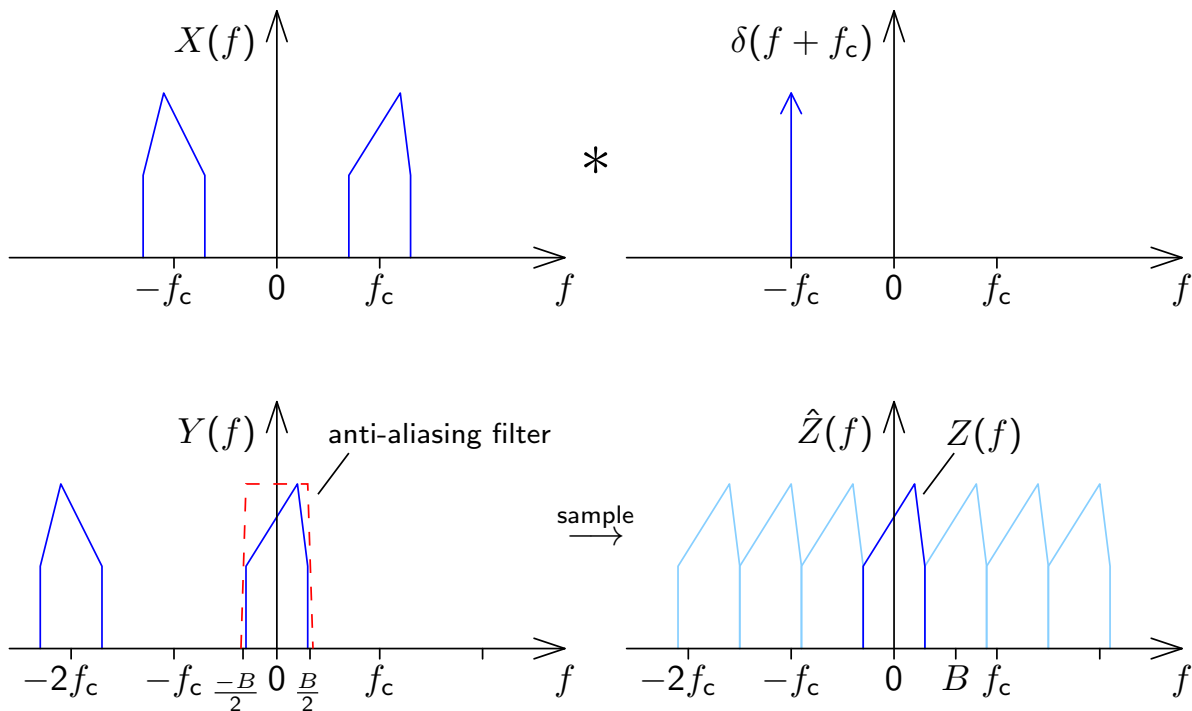 X(f)
δ(f + f_c)
*
−f_c 0 f_c f
−f_c 0 f_c f
Y(f)
anti-aliasing filter
Ẑ(f)
Z(f)
sample
⟶
−2f_c −f_c −B/2 0 B/2 f_c f
−2f_c −f_c 0 B f_c f